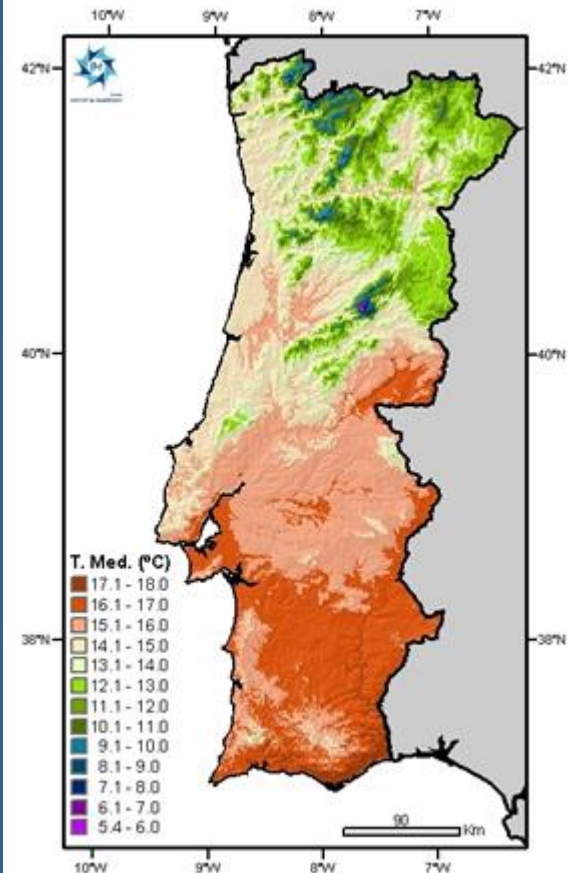 10°W 9°W 8°W 7°W
42°N 42°N
40°N 40°N
T. Med. (ºC)
17.1 - 18.0
16.1 - 17.0
15.1 - 16.0
14.1 - 15.0
13.1 - 14.0
12.1 - 13.0
11.1 - 12.0
10.1 - 11.0
9.1 - 10.0
8.1 - 9.0
7.1 - 8.0
6.1 - 7.0
5.4 - 6.0
38°N 38°N
90
Km
10°W 9°W 8°W 7°W